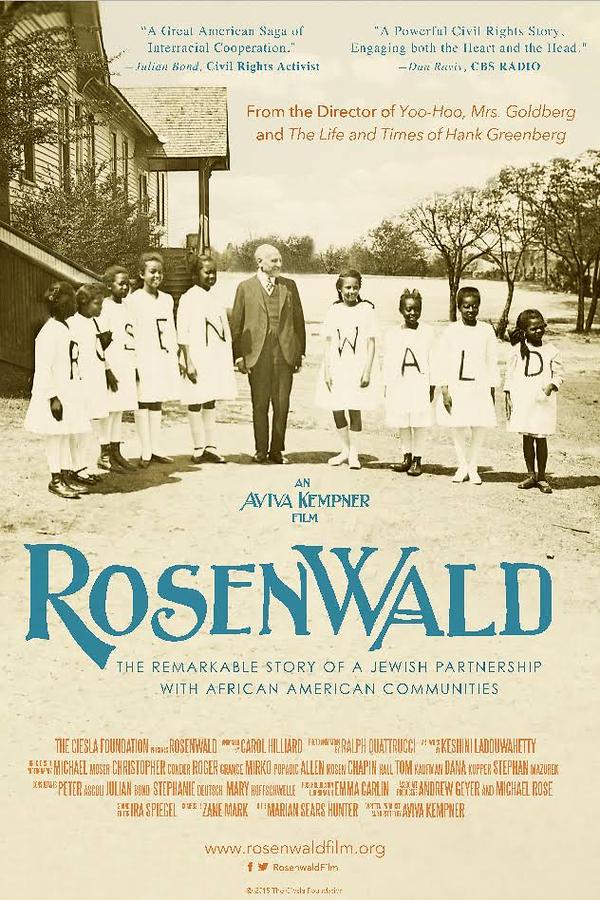 "A Great American Saga of
Interracial Cooperation."
—Julian Bond, Civil Rights Activist
"A Powerful Civil Rights Story,
Engaging both the Heart and the Head."
—Dan Raviv, CBS RADIO
From the Director of Yoo-Hoo, Mrs. Goldberg
and The Life and Times of Hank Greenberg
R O S E N W A L D
AN
AVIVA KEMPNER
FILM
ROSENWALD
THE REMARKABLE STORY OF A JEWISH PARTNERSHIP
WITH AFRICAN AMERICAN COMMUNITIES
THE CIESLA FOUNDATION PRESENTS ROSENWALD CAROL HILLIARD RALPH QUATTRUCCI KESHINI LADDUWAHETTY
MICHAEL MOSER CHRISTOPHER CONDER ROGER GRANGE MIRKO POPADIC ALLEN ROSEN CHAPIN HALL TOM KAUFMAN DANA KUPPER STEPHAN MAZUREK
PETER ASCOLI JULIAN BOND STEPHANIE DEUTSCH MARY HOFFSCHWELLE EMMA CARLIN ANDREW GEYER AND MICHAEL ROSE
IRA SPIEGEL ZANE MARK MARIAN SEARS HUNTER AVIVA KEMPNER
www.rosenwaldfilm.org
RosenwaldFilm
© 2015 The Ciesla Foundation